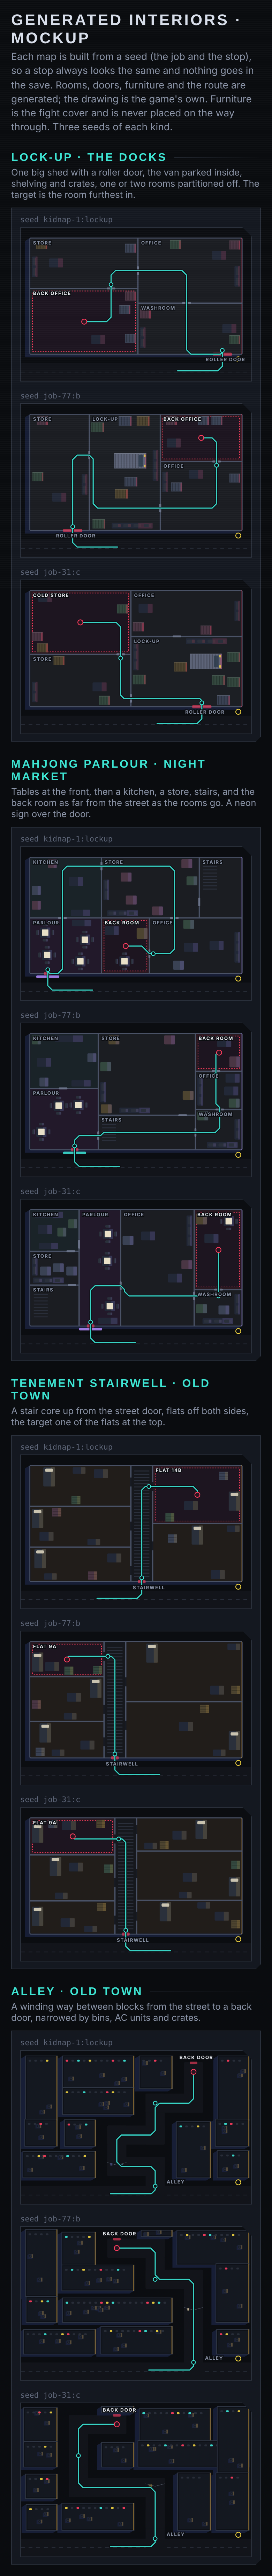 GENERATED INTERIORS ·
MOCKUP
Each map is built from a seed (the job and the stop),
so a stop always looks the same and nothing goes in
the save. Rooms, doors, furniture and the route are
generated; the drawing is the game's own. Furniture
is the fight cover and is never placed on the way
through. Three seeds of each kind.
LOCK-UP · THE DOCKS
One big shed with a roller door, the van parked inside,
shelving and crates, one or two rooms partitioned off. The
target is the room furthest in.
seed kidnap-1:lockup
STORE
OFFICE
BACK OFFICE
WASHROOM
ROLLER DOOR
seed job-77:b
STORE
LOCK-UP
BACK OFFICE
OFFICE
ROLLER DOOR
seed job-31:c
COLD STORE
OFFICE
LOCK-UP
STORE
ROLLER DOOR
MAHJONG PARLOUR · NIGHT
MARKET
Tables at the front, then a kitchen, a store, stairs, and the
back room as far from the street as the rooms go. A neon
sign over the door.
seed kidnap-1:lockup
KITCHEN
STORE
STAIRS
PARLOUR
BACK ROOM
OFFICE
seed job-77:b
KITCHEN
STORE
BACK ROOM
OFFICE
PARLOUR
WASHROOM
STAIRS
seed job-31:c
KITCHEN
PARLOUR
OFFICE
BACK ROOM
STORE
STAIRS
WASHROOM
TENEMENT STAIRWELL · OLD
TOWN
A stair core up from the street door, flats off both sides,
the target one of the flats at the top.
seed kidnap-1:lockup
FLAT 14B
STAIRWELL
seed job-77:b
FLAT 9A
STAIRWELL
seed job-31:c
FLAT 9A
STAIRWELL
ALLEY · OLD TOWN
A winding way between blocks from the street to a back
door, narrowed by bins, AC units and crates.
seed kidnap-1:lockup
BACK DOOR
ALLEY
seed job-77:b
BACK DOOR
ALLEY
seed job-31:c
BACK DOOR
ALLEY